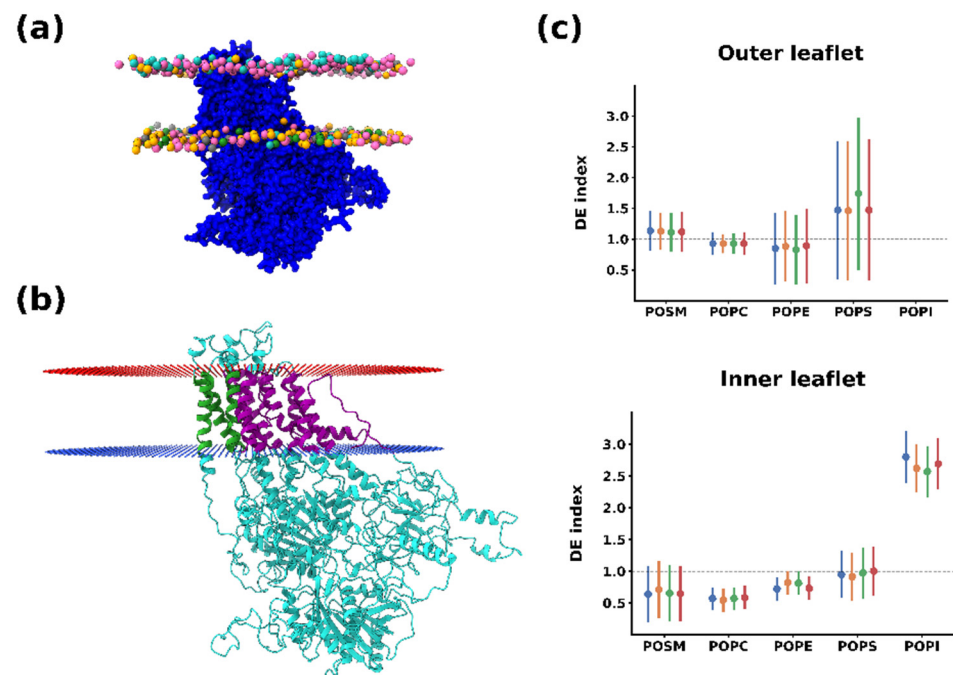 (a)
(b)
(c)
Outer leaflet
DE index
3.0
2.5
2.0
1.5
1.0
0.5
POSM POPC POPE POPS POPI
Inner leaflet
DE index
3.0
2.5
2.0
1.5
1.0
0.5
POSM POPC POPE POPS POPI